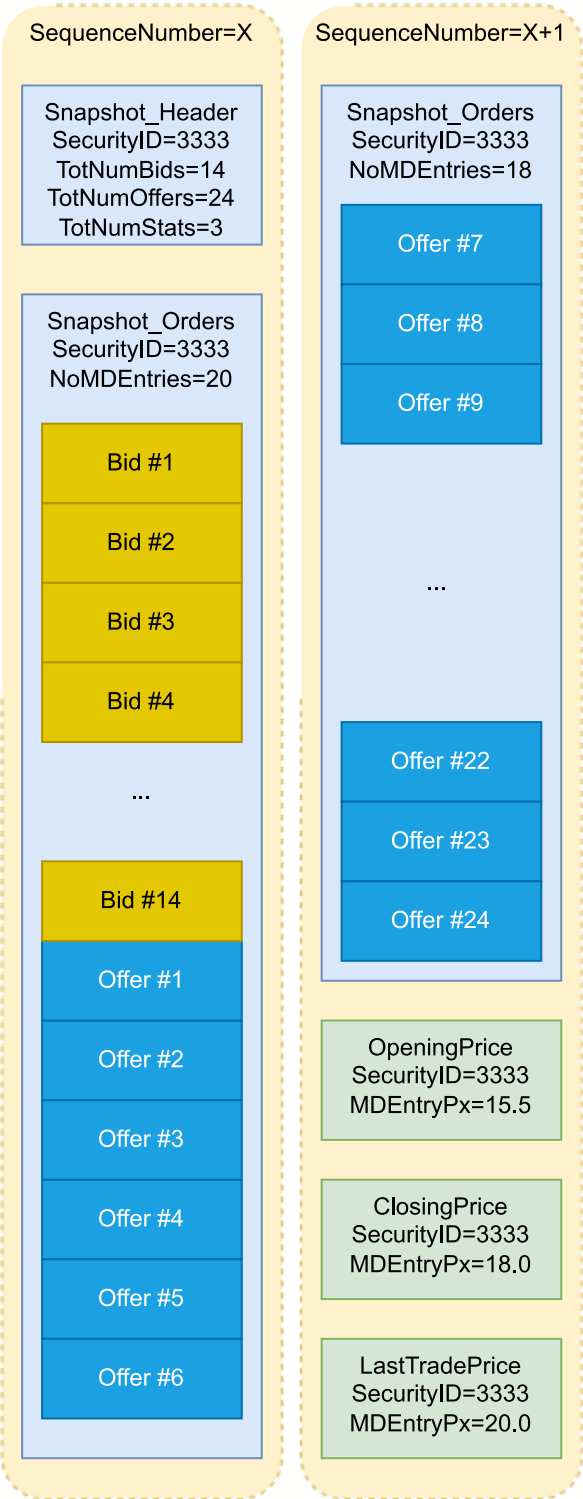 SequenceNumber=X
Snapshot_Header
SecurityID=3333
TotNumBids=14
TotNumOffers=24
TotNumStats=3
Snapshot_Orders
SecurityID=3333
NoMDEntries=20
Bid #1
Bid #2
Bid #3
Bid #4
...
Bid #14
Offer #1
Offer #2
Offer #3
Offer #4
Offer #5
Offer #6
SequenceNumber=X+1
Snapshot_Orders
SecurityID=3333
NoMDEntries=18
Offer #7
Offer #8
Offer #9
...
Offer #22
Offer #23
Offer #24
OpeningPrice
SecurityID=3333
MDEntryPx=15.5
ClosingPrice
SecurityID=3333
MDEntryPx=18.0
LastTradePrice
SecurityID=3333
MDEntryPx=20.0